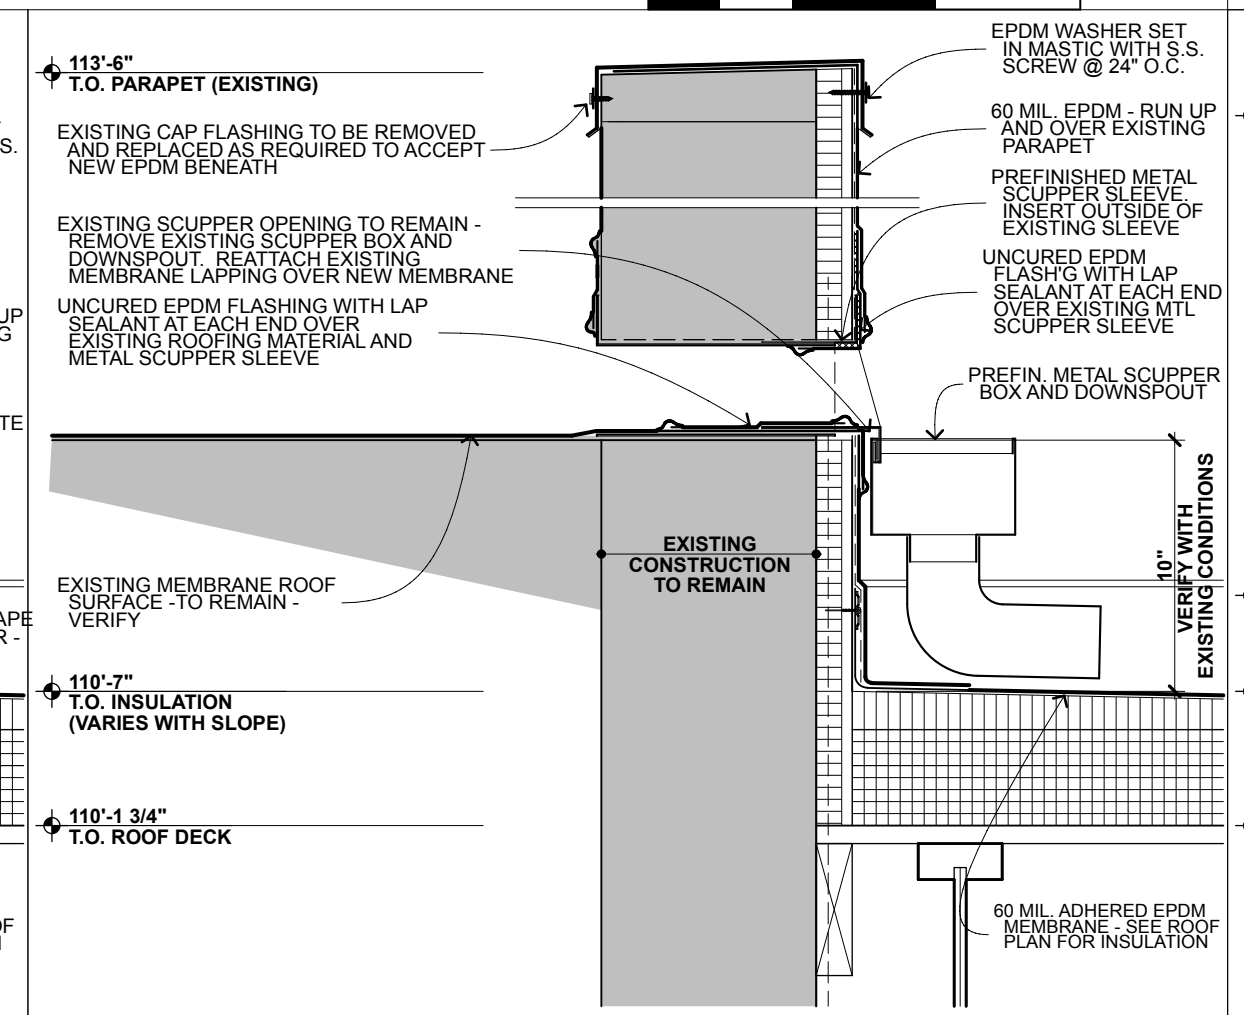 113'-6"
T.O. PARAPET (EXISTING)
EXISTING CAP FLASHING TO BE REMOVED
AND REPLACED AS REQUIRED TO ACCEPT
NEW EPDM BENEATH
EXISTING SCUPPER OPENING TO REMAIN -
REMOVE EXISTING SCUPPER BOX AND
DOWNSPOUT. REATTACH EXISTING
MEMBRANE LAPPING OVER NEW MEMBRANE
UNCURED EPDM FLASHING WITH LAP
SEALANT AT EACH END OVER
EXISTING ROOFING MATERIAL AND
METAL SCUPPER SLEEVE
EXISTING MEMBRANE ROOF
SURFACE -TO REMAIN -
VERIFY
110'-7"
T.O. INSULATION
(VARIES WITH SLOPE)
110'-1 3/4"
T.O. ROOF DECK
EXISTING
CONSTRUCTION
TO REMAIN
EPDM WASHER SET
IN MASTIC WITH S.S.
SCREW @ 24" O.C.
60 MIL. EPDM - RUN UP
AND OVER EXISTING
PARAPET
PREFINISHED METAL
SCUPPER SLEEVE.
INSERT OUTSIDE OF
EXISTING SLEEVE
UNCURED EPDM
FLASH'G WITH LAP
SEALANT AT EACH END
OVER EXISTING MTL
SCUPPER SLEEVE
PREFIN. METAL SCUPPER
BOX AND DOWNSPOUT
10"
VERIFY WITH
EXISTING CONDITIONS
60 MIL. ADHERED EPDM
MEMBRANE - SEE ROOF
PLAN FOR INSULATION
S.
UP
G
TE
APE
R -
OF